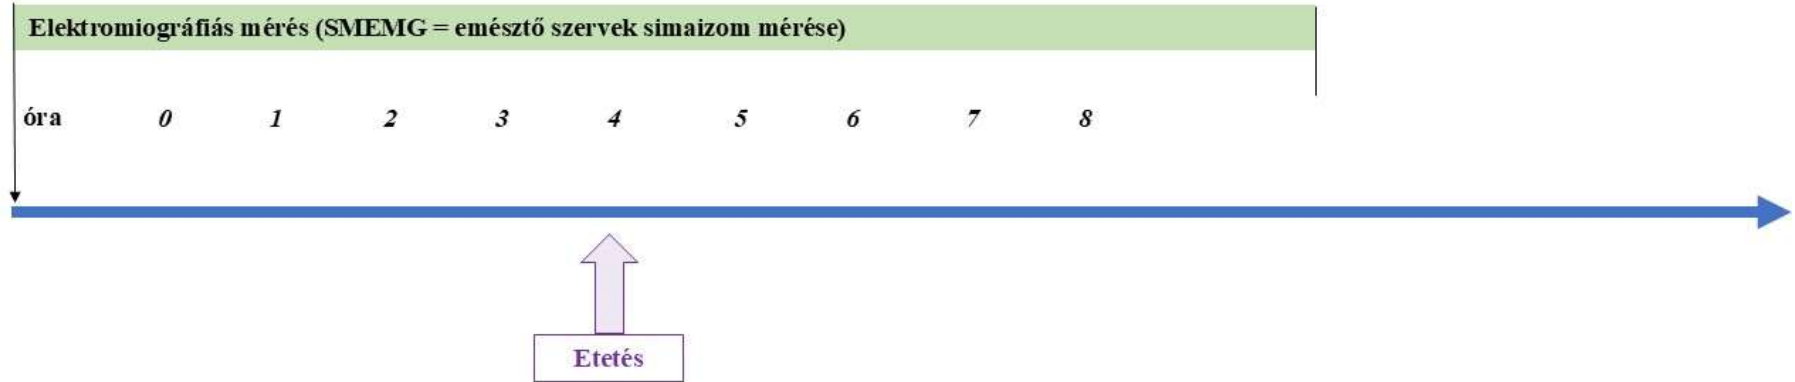 Elektromiográfiás mérés (SMEMG = emésztő szervek simaizom mérése)
óra 0 1 2 3 4 5 6 7 8
Etetés